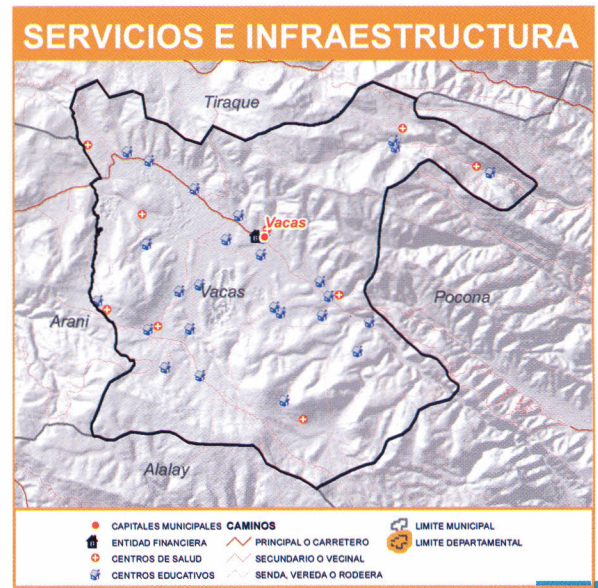 SERVICIOS E INFRAESTRUCTURA
Tiraque
Vacas
Vacas
Pocona
Arani
Alalay
CAPITALES MUNICIPALES
ENTIDAD FINANCIERA
CENTROS DE SALUD
CENTROS EDUCATIVOS
CAMINOS
PRINCIPAL O CARRETERO
SECUNDARIO O VECINAL
SENDA, VEREDA O RODEERA
LIMITE MUNICIPAL
LIMITE DEPARTAMENTAL